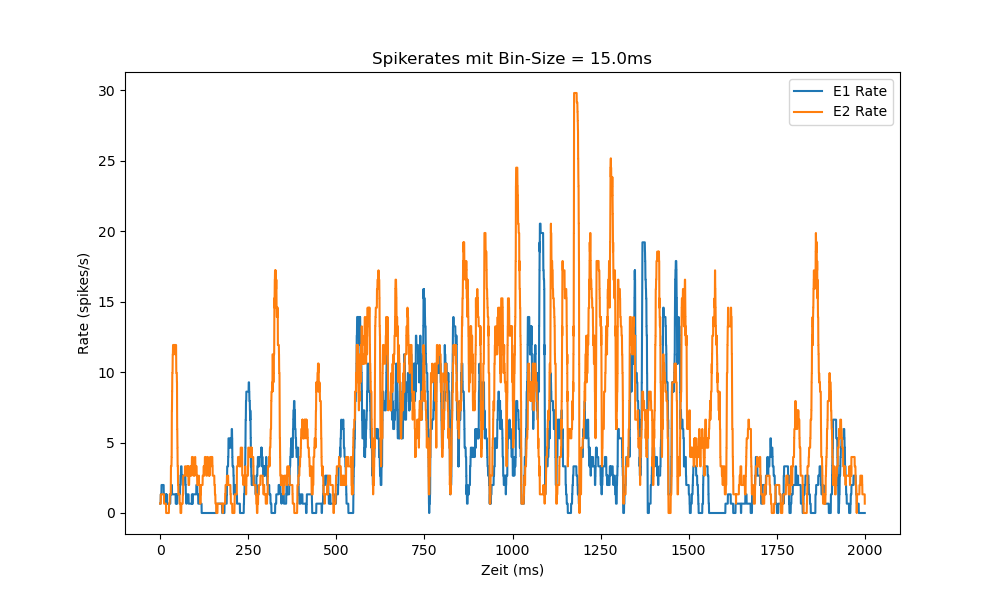 Spikerates mit Bin-Size = 15.0ms
E1 Rate
E2 Rate
30
25
20
15
10
5
0
Rate (spikes/s)
0 250 500 750 1000 1250 1500 1750 2000
Zeit (ms)